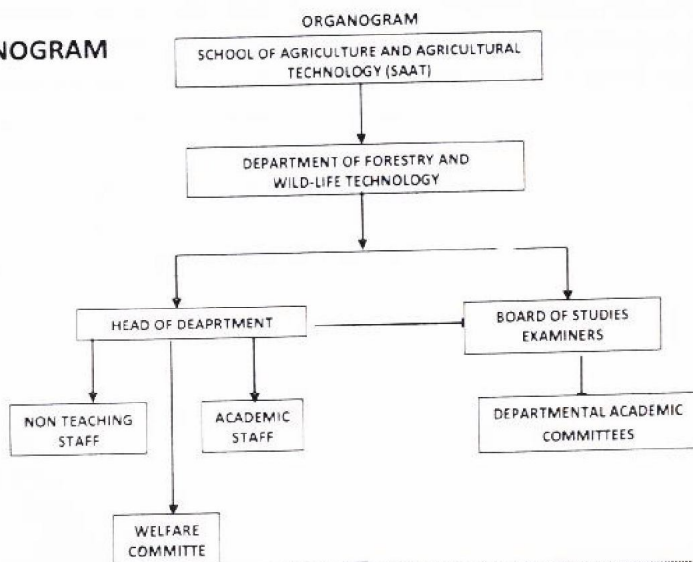 ORGANOGRAM
NOGRAM
SCHOOL OF AGRICULTURE AND AGRICULTURAL
TECHNOLOGY (SAAT)
DEPARTMENT OF FORESTRY AND
WILD-LIFE TECHNOLOGY
HEAD OF DEAPRTMENT
BOARD OF STUDIES
EXAMINERS
NON TEACHING
STAFF
ACADEMIC
STAFF
DEPARTMENTAL ACADEMIC
COMMITTEES
WELFARE
COMMITTE